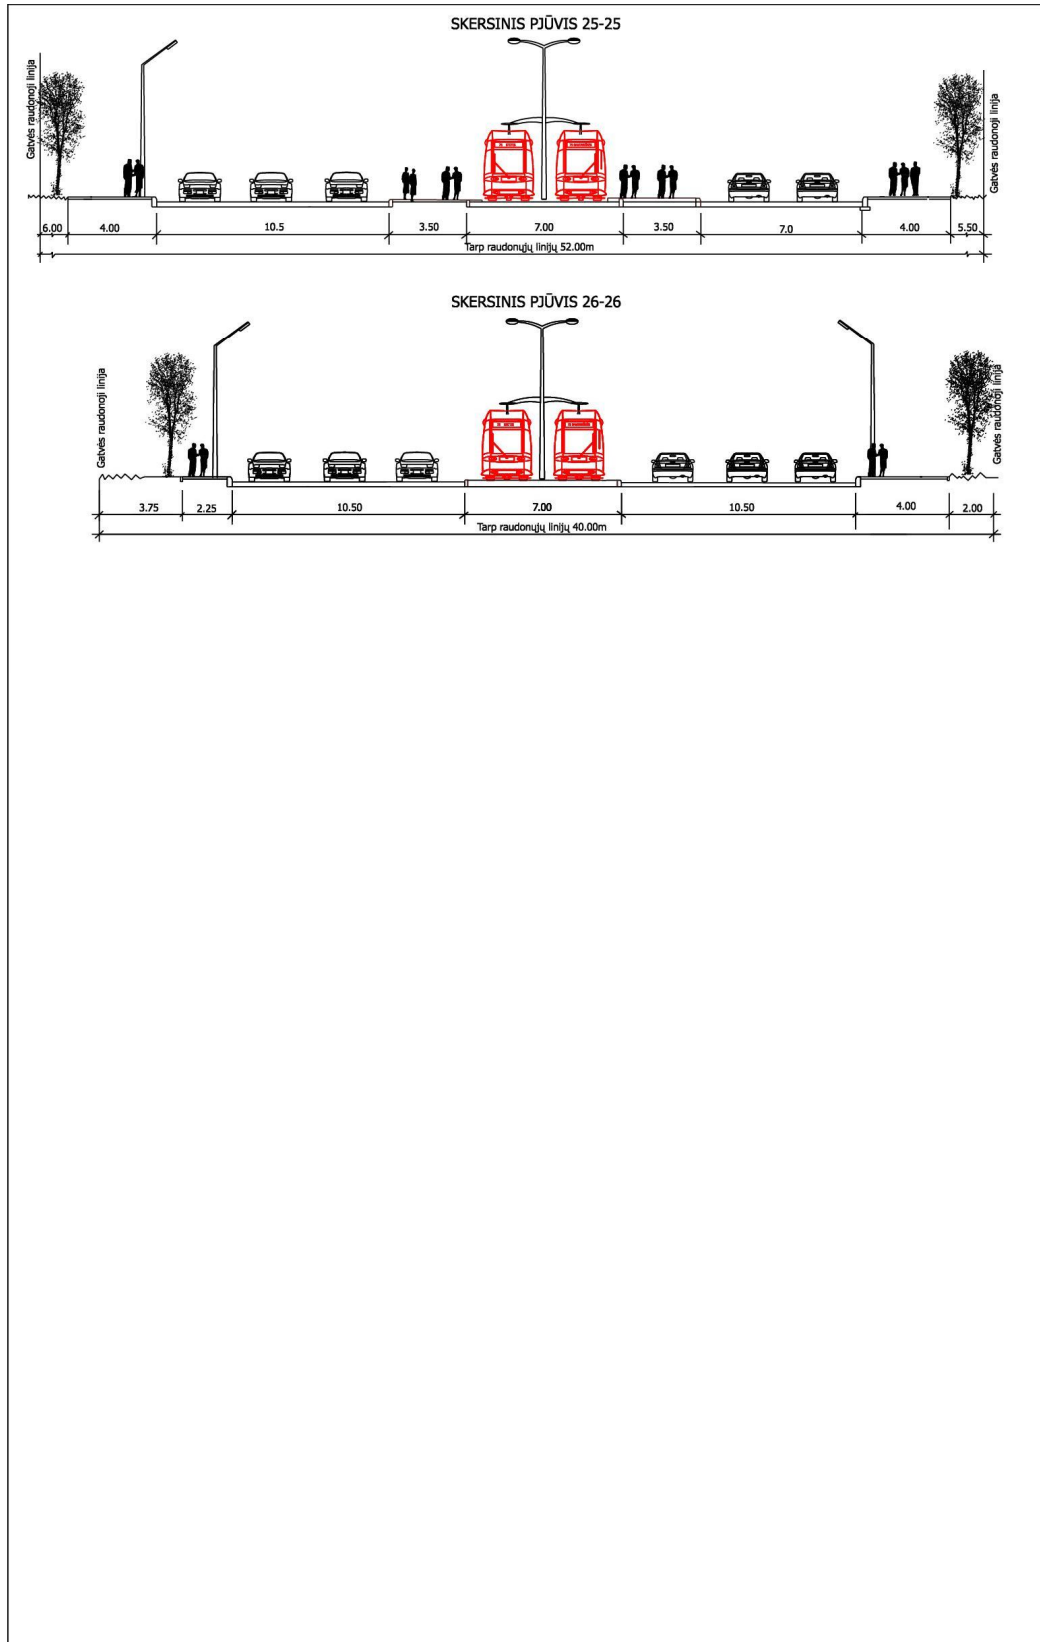 SKERSINIS PJŪVIS 25-25
Gatvės raudonoji linija
Gatvės raudonoji linija
6.00 4.00 10.5 3.50 7.00 3.50 7.0 4.00 5.50
Tarp raudonųjų linijų 52.00m
SKERSINIS PJŪVIS 26-26
Gatvės raudonoji linija
Gatvės raudonoji linija
3.75 2.25 10.50 7.00 10.50 4.00 2.00
Tarp raudonųjų linijų 40.00m